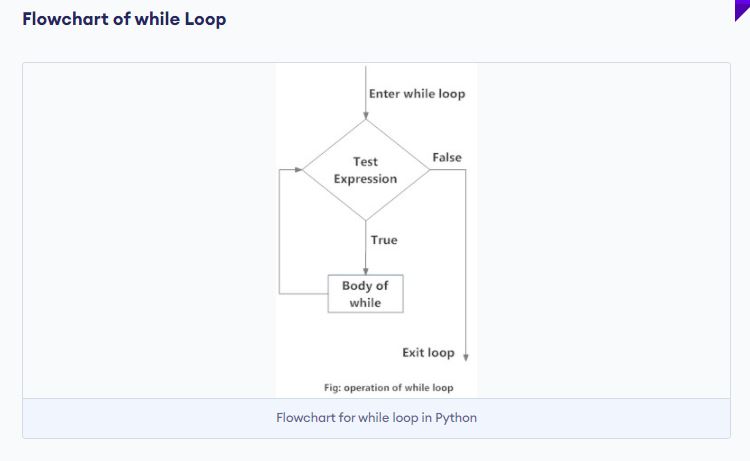 Flowchart of while Loop
Enter while loop
Test
Expression
False
True
Body of
while
Exit loop
Fig: operation of while loop
Flowchart for while loop in Python